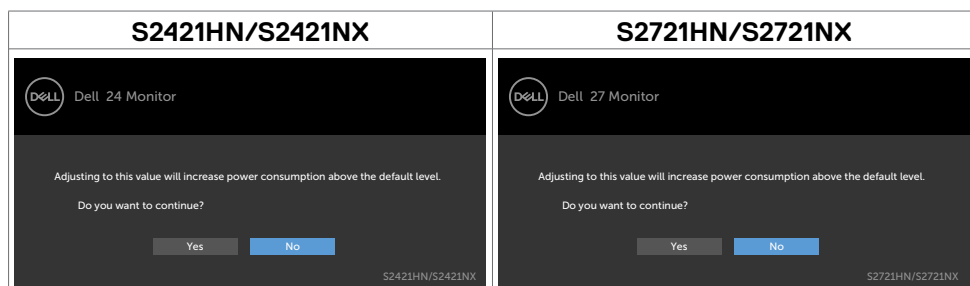 S2421HN/S2421NX
S2721HN/S2721NX
DELL Dell 24 Monitor
Adjusting to this value will increase power consumption above the default level.
Do you want to continue?
Yes No
S2421HN/S2421NX
DELL Dell 27 Monitor
Adjusting to this value will increase power consumption above the default level.
Do you want to continue?
Yes No
S2721HN/S2721NX